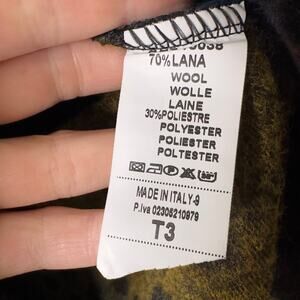 70%LANA
WOOL
WOLLE
LAINE
30%POLIESTRE
POLYESTER
POLIESTER
POLTESTER
MADE IN ITALY-9
P.iva 02306210979
T3